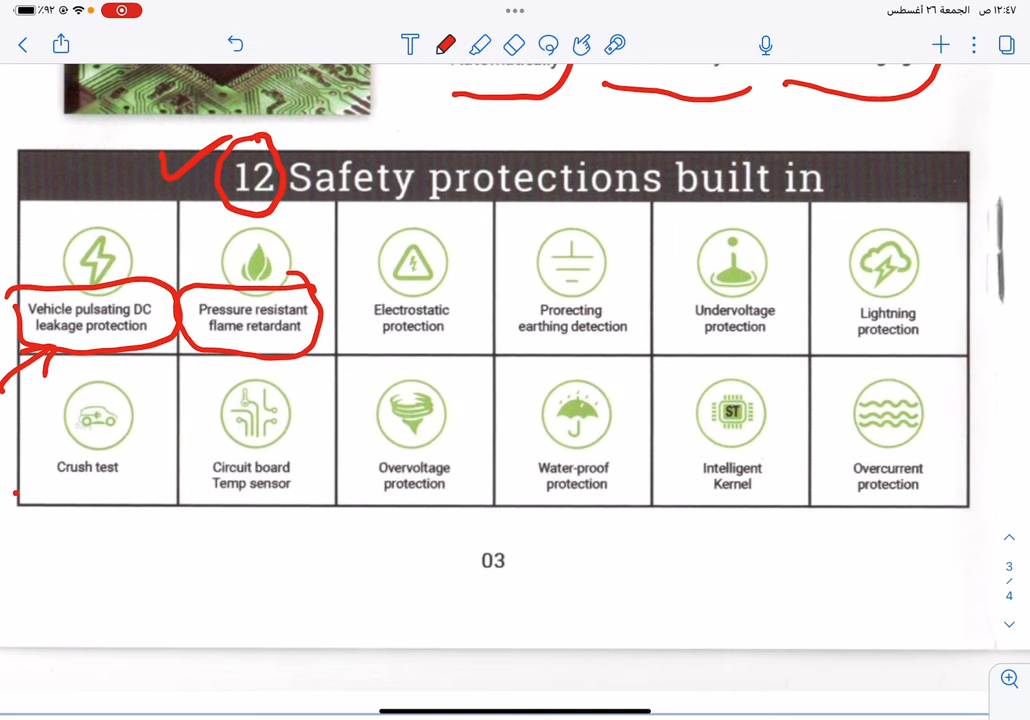 ٪٩٢
١٢:٤٧ ص الجمعة ٢٦ أغسطس
T
Automatically
12 Safety protections built in
Vehicle pulsating DC
leakage protection
Pressure resistant
flame retardant
Electrostatic
protection
Prorecting
earthing detection
Undervoltage
protection
Lightning
protection
Crush test
Circuit board
Temp sensor
Overvoltage
protection
Water-proof
protection
ST
Intelligent
Kernel
Overcurrent
protection
03
3
/
4